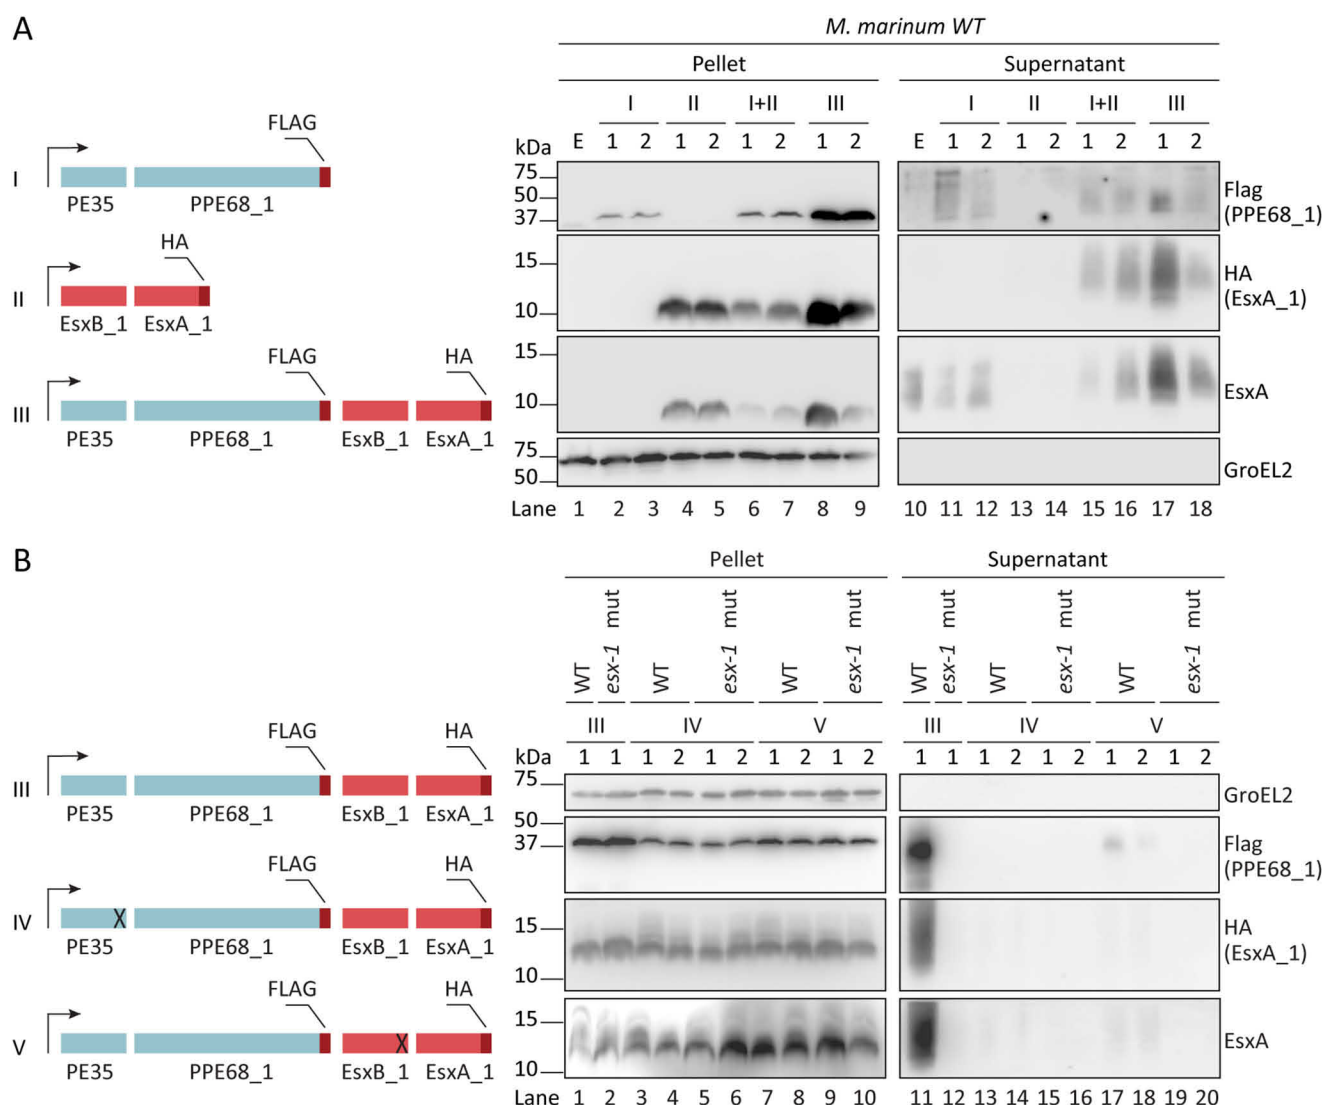 A
M. marinum WT
Pellet Supernatant
I II I+II III I II I+II III
kDa E 1 2 1 2 1 2 1 2 E 1 2 1 2 1 2 1 2
FLAG
I
PE35 PPE68_1
HA
II
EsxB_1 EsxA_1
FLAG HA
III
PE35 PPE68_1 EsxB_1 EsxA_1
75
50
37
Flag
(PPE68_1)
15
10
HA
(EsxA_1)
15
10
EsxA
75
50
GroEL2
Lane 1 2 3 4 5 6 7 8 9 10 11 12 13 14 15 16 17 18
B
Pellet Supernatant
WT esx-1 mut WT esx-1 mut WT esx-1 mut WT esx-1 mut WT esx-1 mut WT esx-1 mut
III IV V III IV V
kDa 1 1 1 2 1 2 1 2 1 2 1 1 1 2 1 2 1 2 1 2
FLAG HA
III
PE35 PPE68_1 EsxB_1 EsxA_1
FLAG HA
IV X
PE35 PPE68_1 EsxB_1 EsxA_1
FLAG HA
V X
PE35 PPE68_1 EsxB_1 EsxA_1
75
GroEL2
50
37
Flag
(PPE68_1)
15
10
HA
(EsxA_1)
15
10
EsxA
Lane 1 2 3 4 5 6 7 8 9 10 11 12 13 14 15 16 17 18 19 20